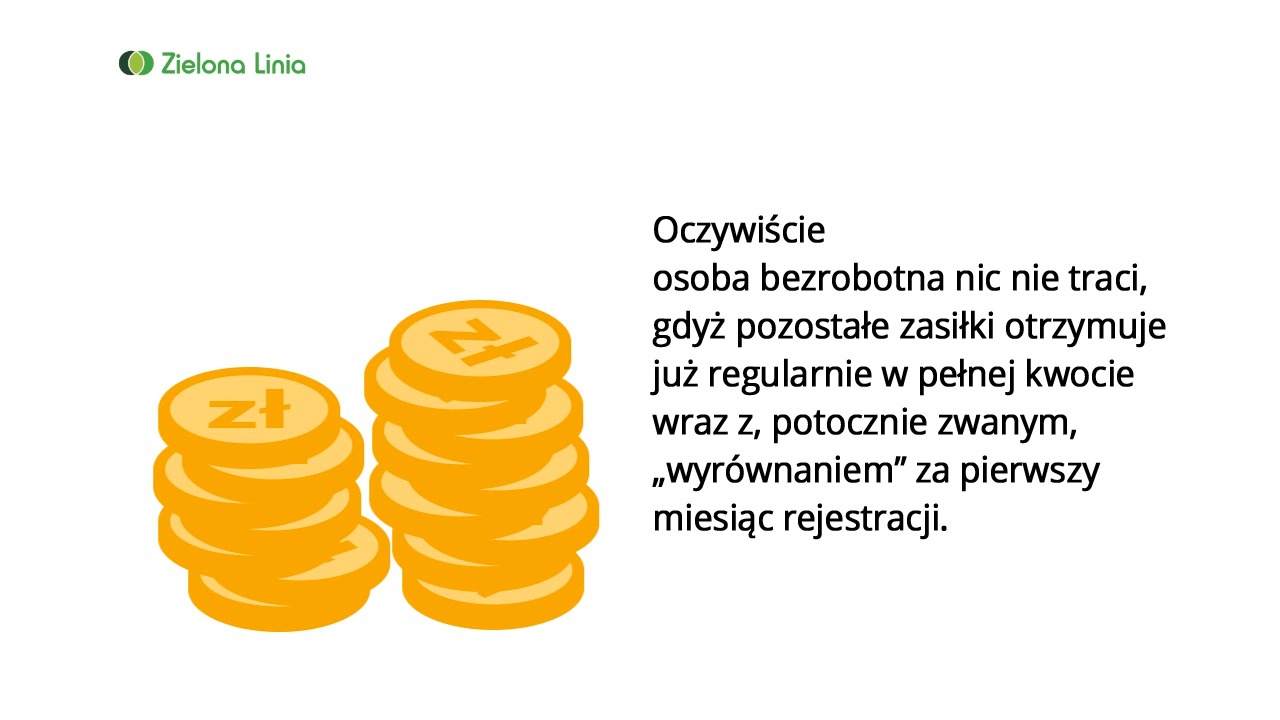 Zielona Linia
Oczywiście
osoba bezrobotna nic nie traci,
gdyż pozostałe zasiłki otrzymuje
już regularnie w pełnej kwocie
wraz z, potocznie zwanym,
„wyrównaniem” za pierwszy
miesiąc rejestracji.
zł
zł